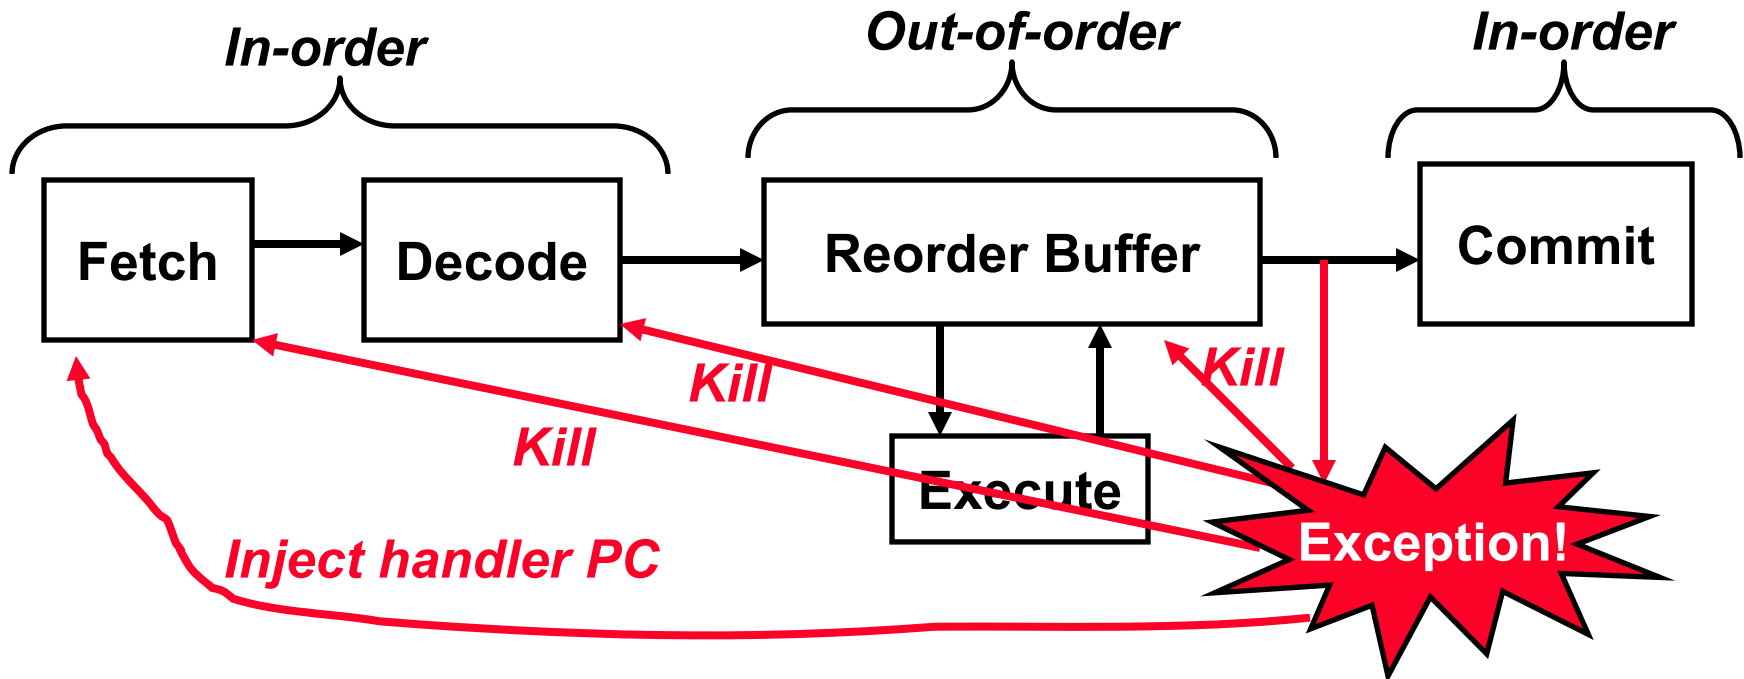 In-order
Out-of-order
In-order
Fetch
Decode
Reorder Buffer
Commit
Kill
Kill
Kill
Execute
Inject handler PC
Exception!